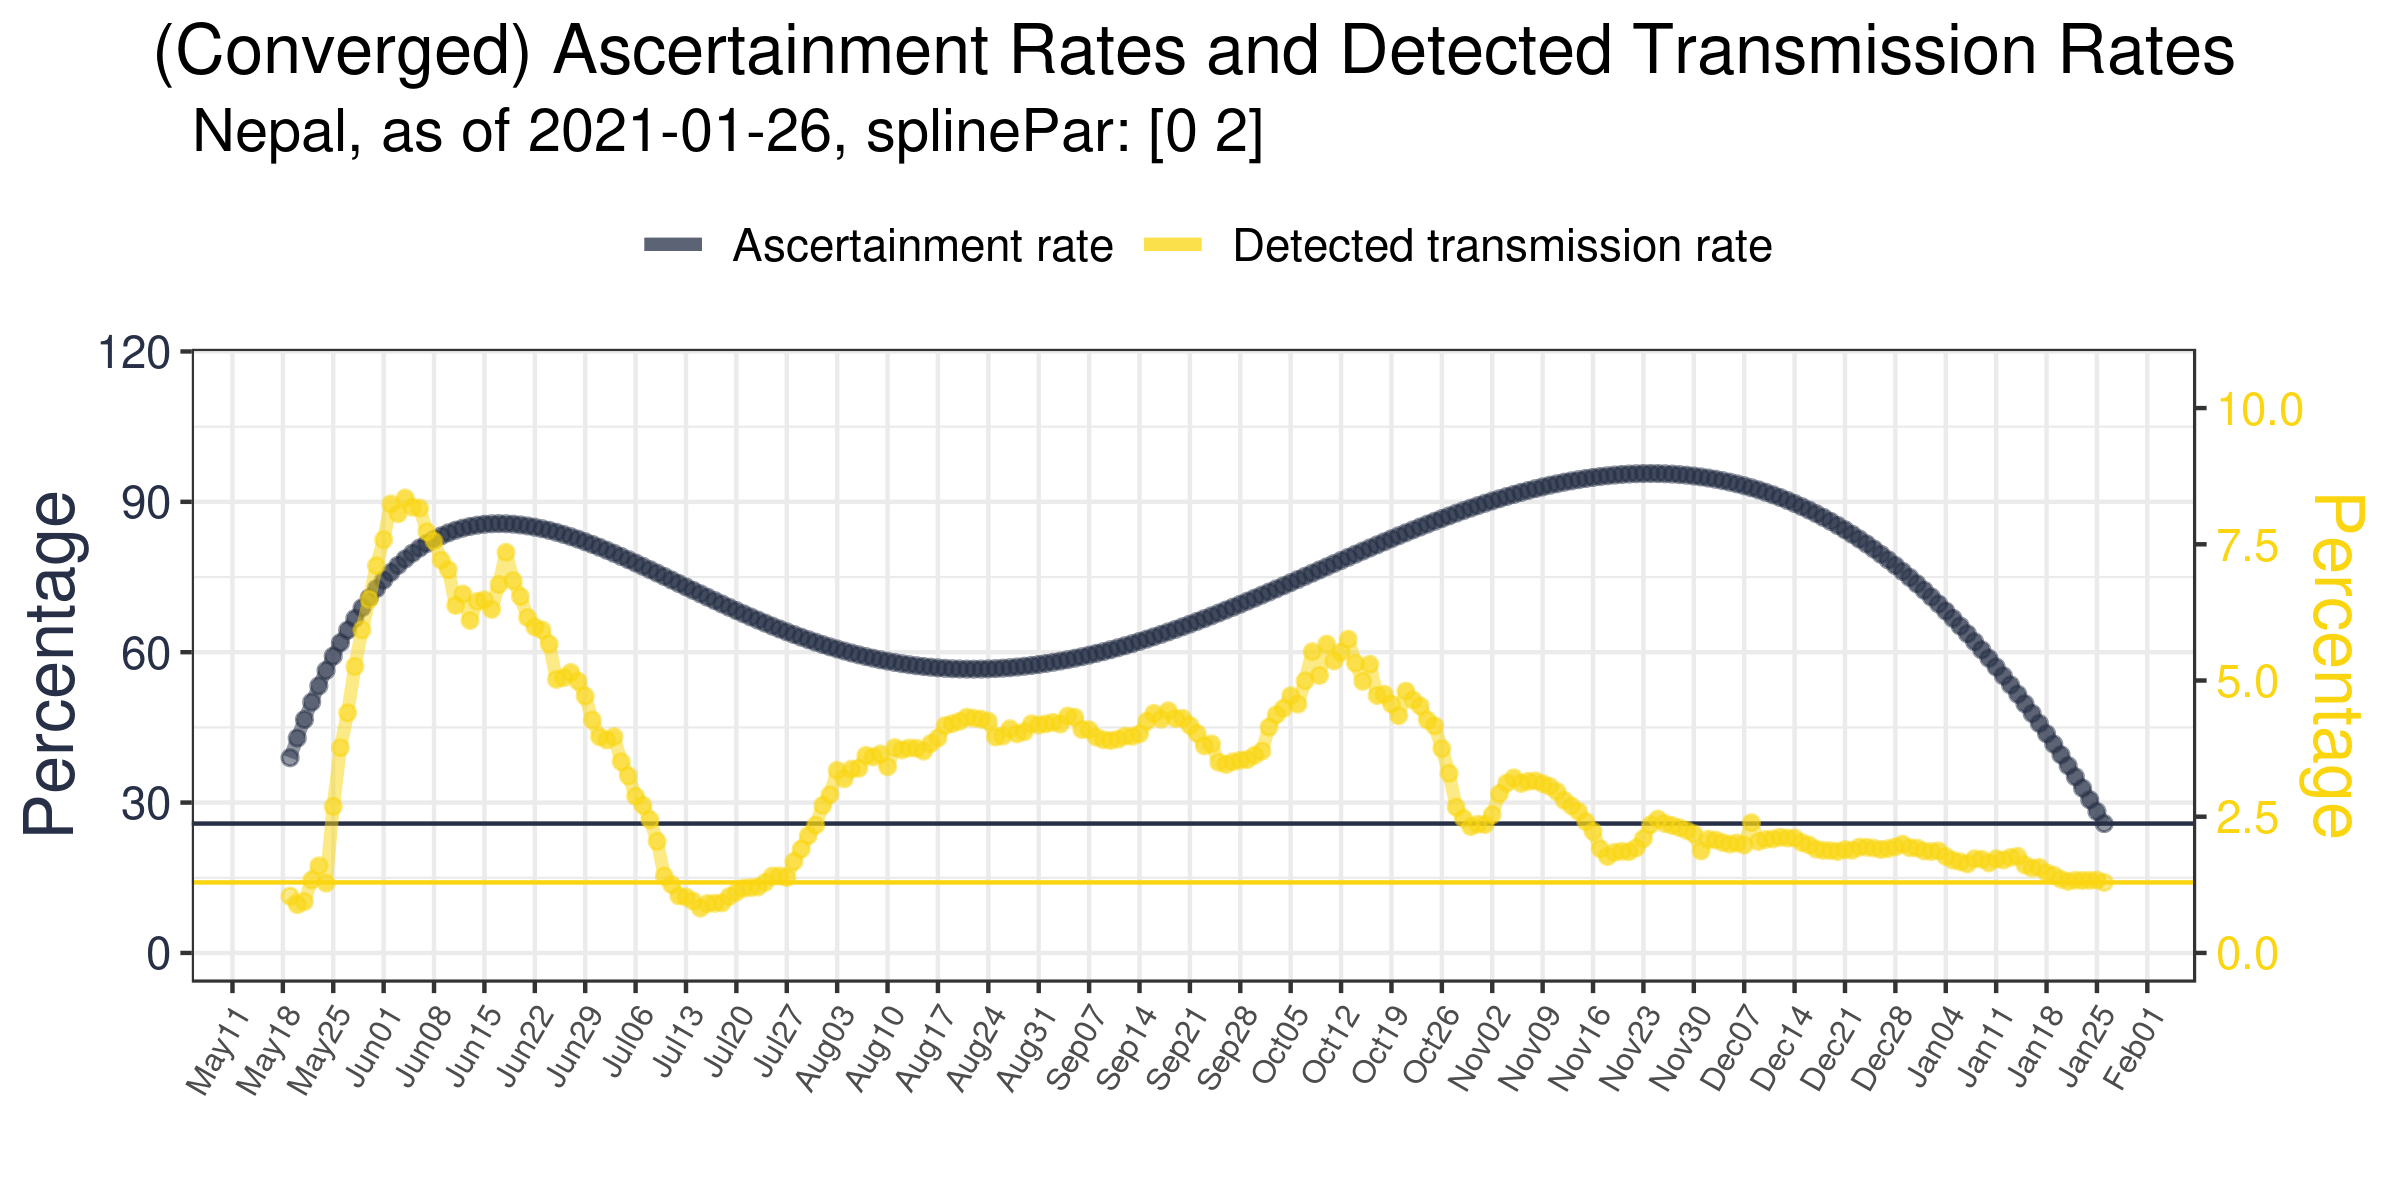 (Converged) Ascertainment Rates and Detected Transmission Rates
Nepal, as of 2021-01-26, splinePar: [0 2]
Ascertainment rate
Detected transmission rate
120
90
60
30
0
Percentage
10.0
7.5
5.0
2.5
0.0
Percentage
May11
May18
May25
Jun01
Jun08
Jun15
Jun22
Jun29
Jul06
Jul13
Jul20
Jul27
Aug03
Aug10
Aug17
Aug24
Aug31
Sep07
Sep14
Sep21
Sep28
Oct05
Oct12
Oct19
Oct26
Nov02
Nov09
Nov16
Nov23
Nov30
Dec07
Dec14
Dec21
Dec28
Jan04
Jan11
Jan18
Jan25
Feb01